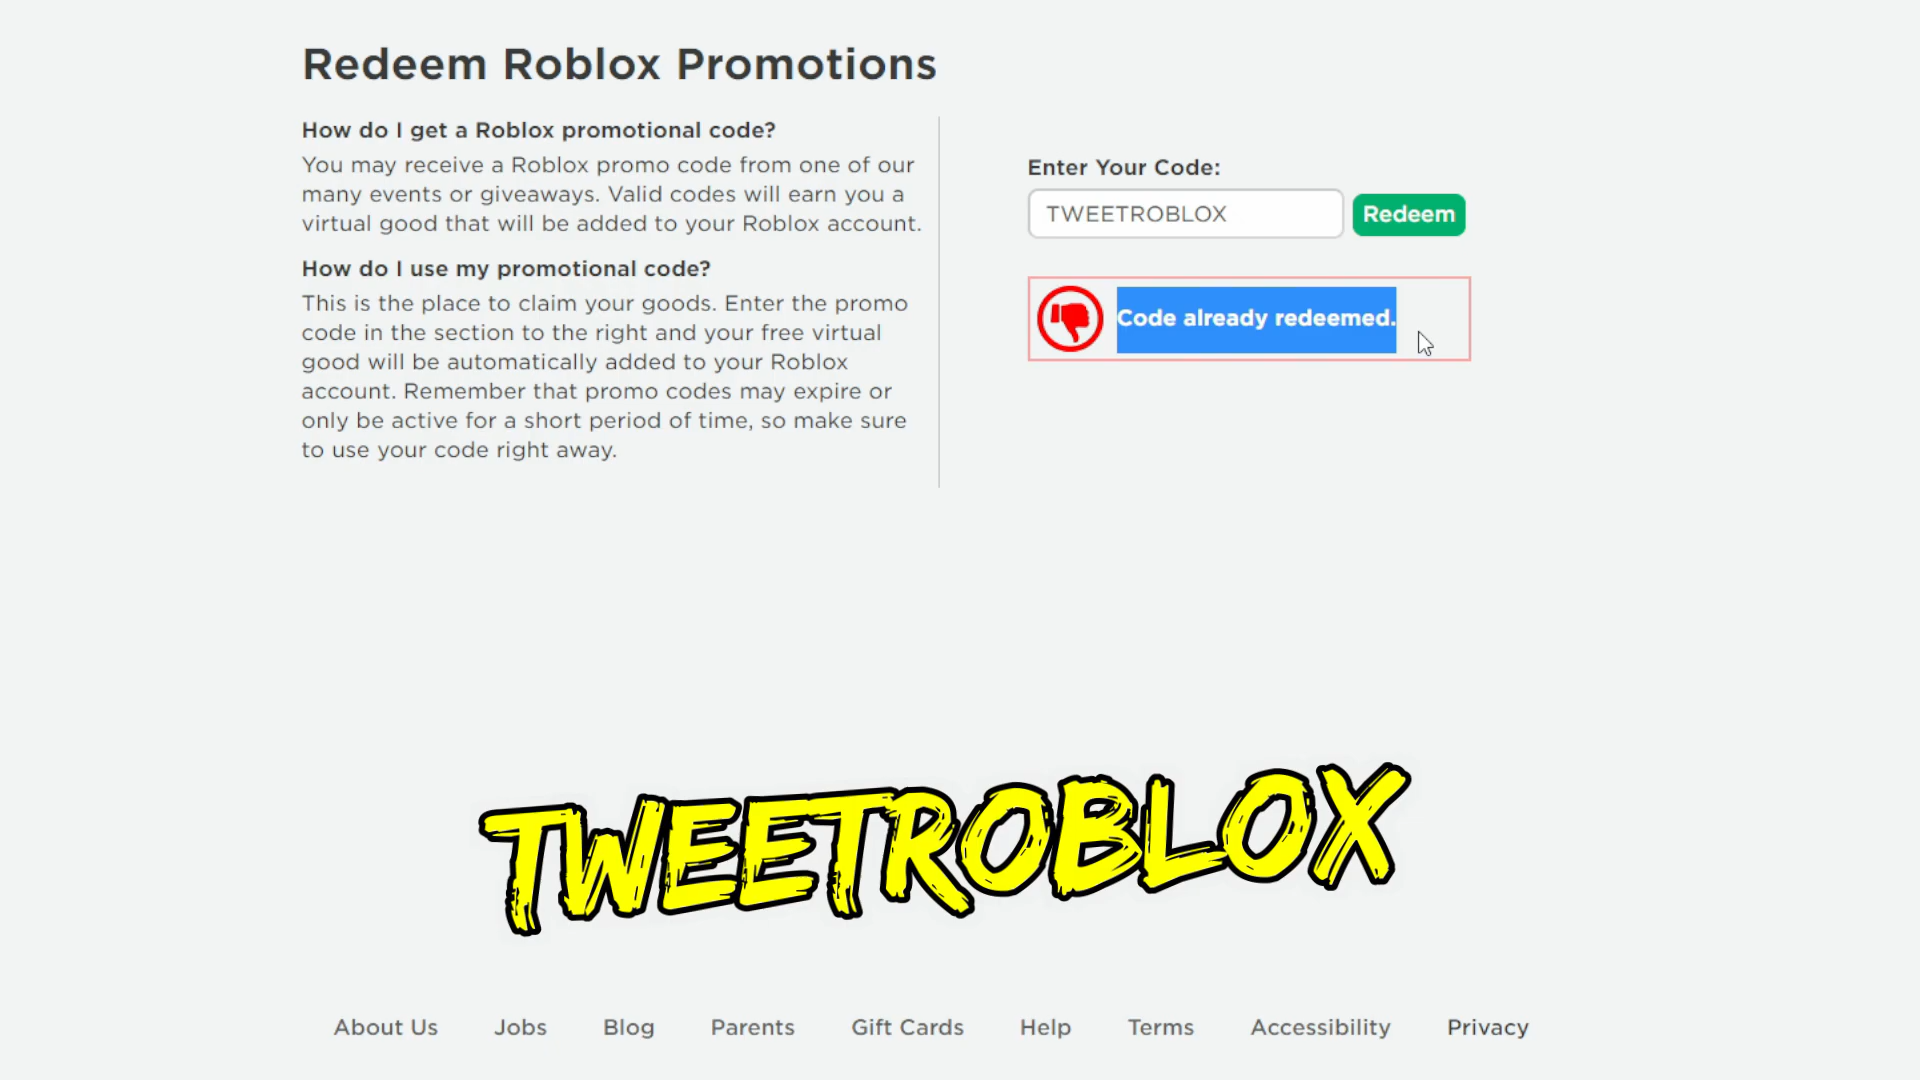 Redeem Roblox Promotions
How do I get a Roblox promotional code?
You may receive a Roblox promo code from one of our
many events or giveaways. Valid codes will earn you a
virtual good that will be added to your Roblox account.
How do I use my promotional code?
This is the place to claim your goods. Enter the promo
code in the section to the right and your free virtual
good will be automatically added to your Roblox
account. Remember that promo codes may expire or
only be active for a short period of time, so make sure
to use your code right away.
Enter Your Code:
TWEETROBLOX Redeem
Code already redeemed.
TWEETROBLOX
About Us Jobs Blog Parents Gift Cards Help Terms Accessibility Privacy